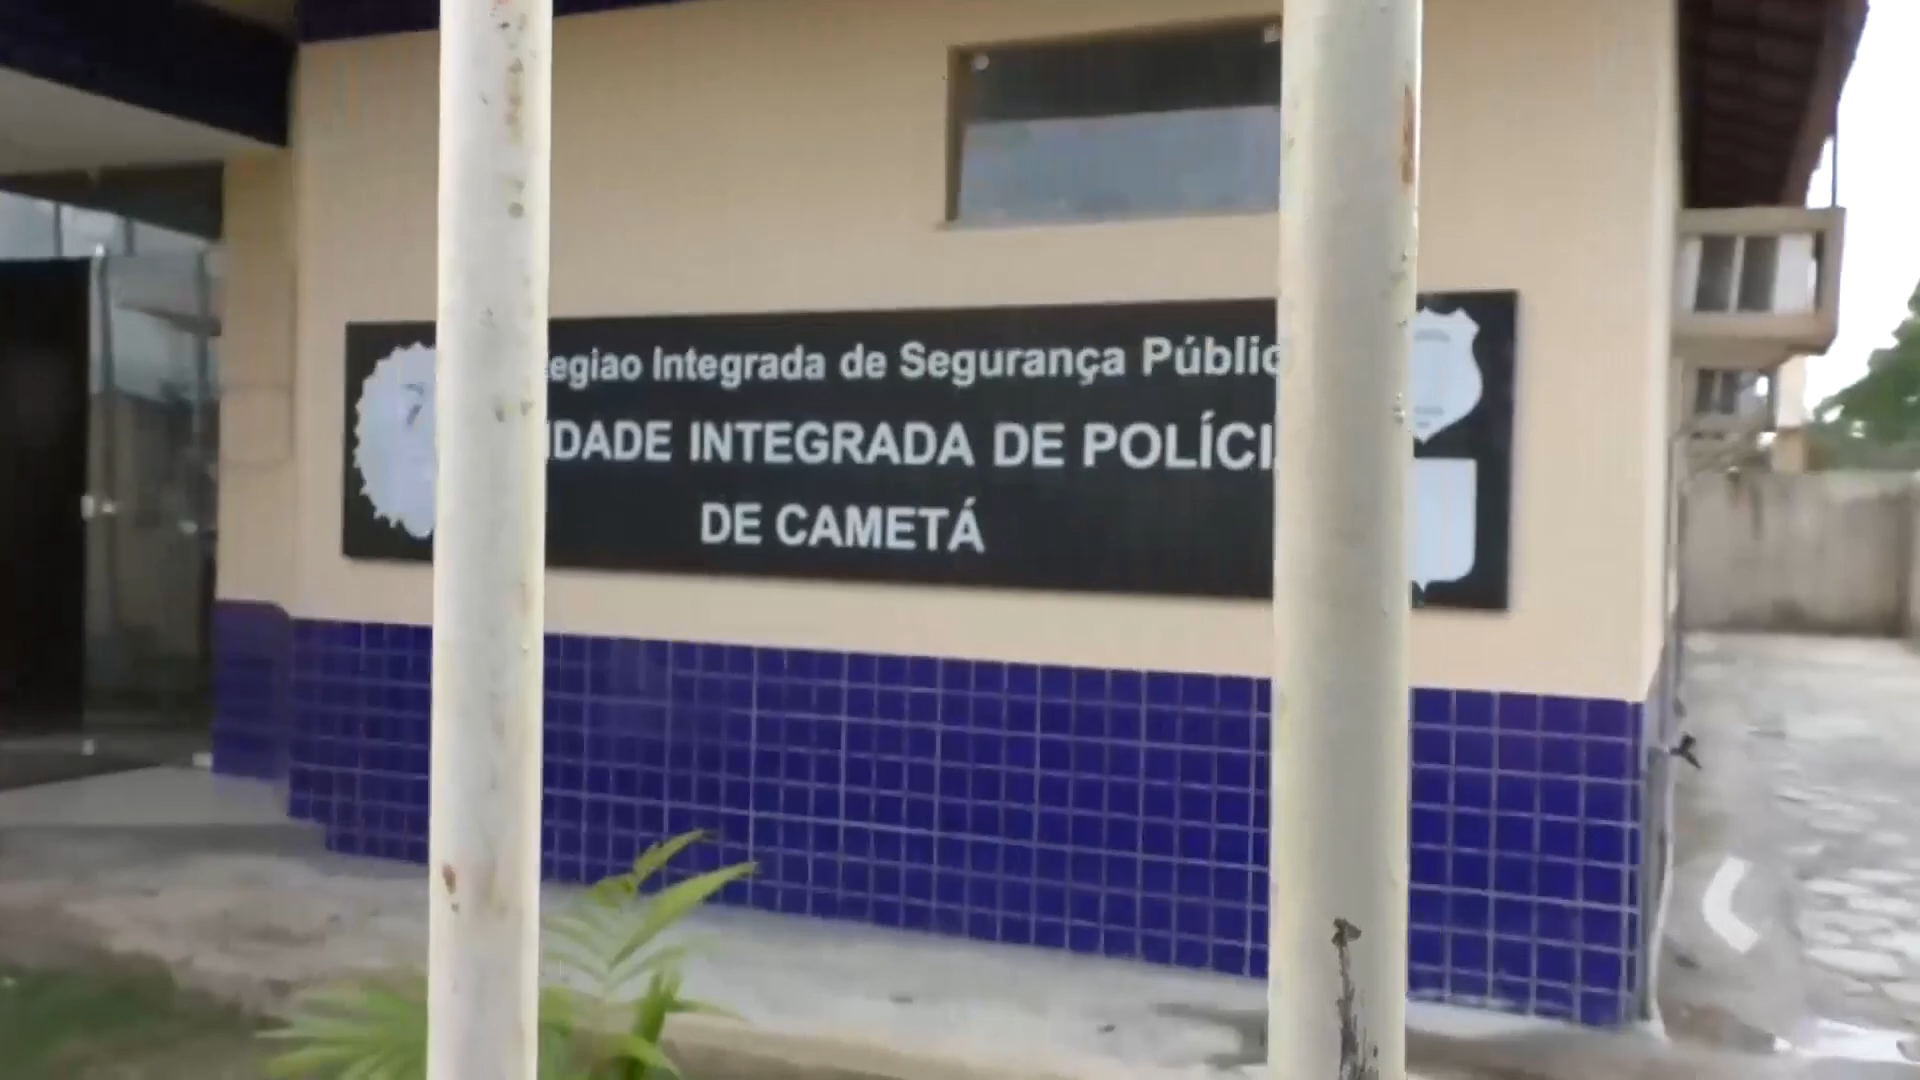 egiao Integrada de Segurança Públic
IDADE INTEGRADA DE POLÍCI
DE CAMETÁ